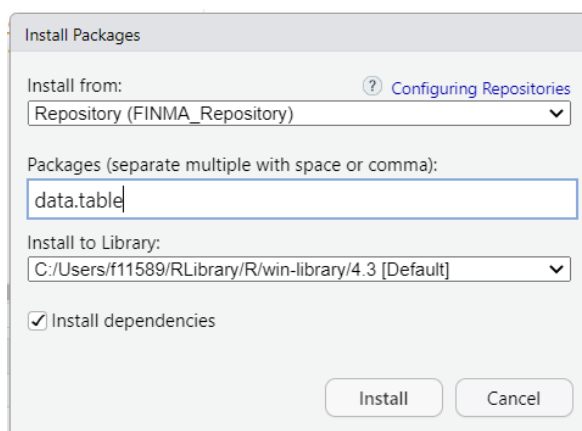 Install Packages
Install from:
? Configuring Repositories
Repository (FINMA_Repository)
Packages (separate multiple with space or comma):
data.table
Install to Library:
C:/Users/f11589/RLibrary/R/win-library/4.3 [Default]
Install dependencies
Install
Cancel